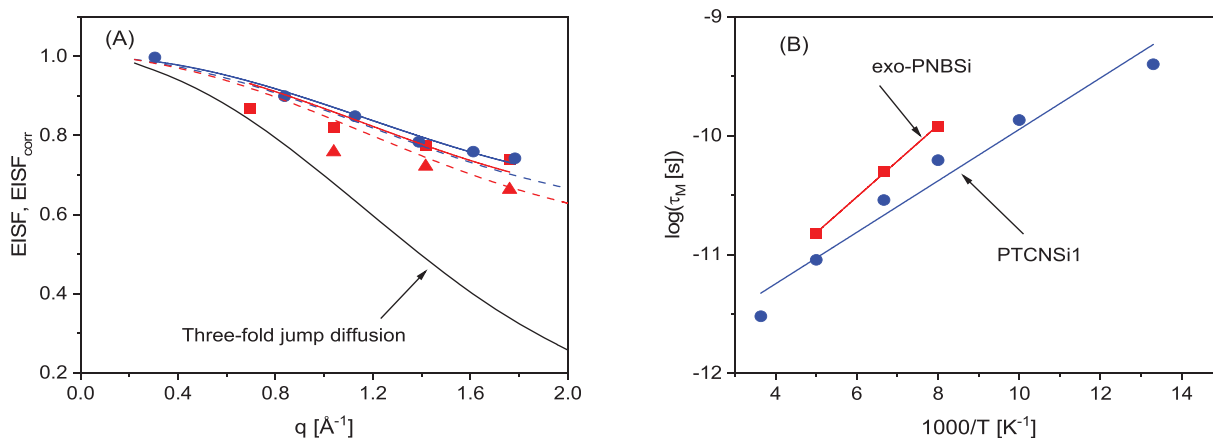 (A)
1.0
0.8
0.6
0.4
0.2
EISF, EISF_corr
Three-fold jump diffusion
0.0 0.4 0.8 1.2 1.6 2.0
q [Å⁻¹]
(B)
-9
-10
-11
-12
log(τ_M [s])
exo-PNBSi
PTCNSi1
4 6 8 10 12 14
1000/T [K⁻¹]